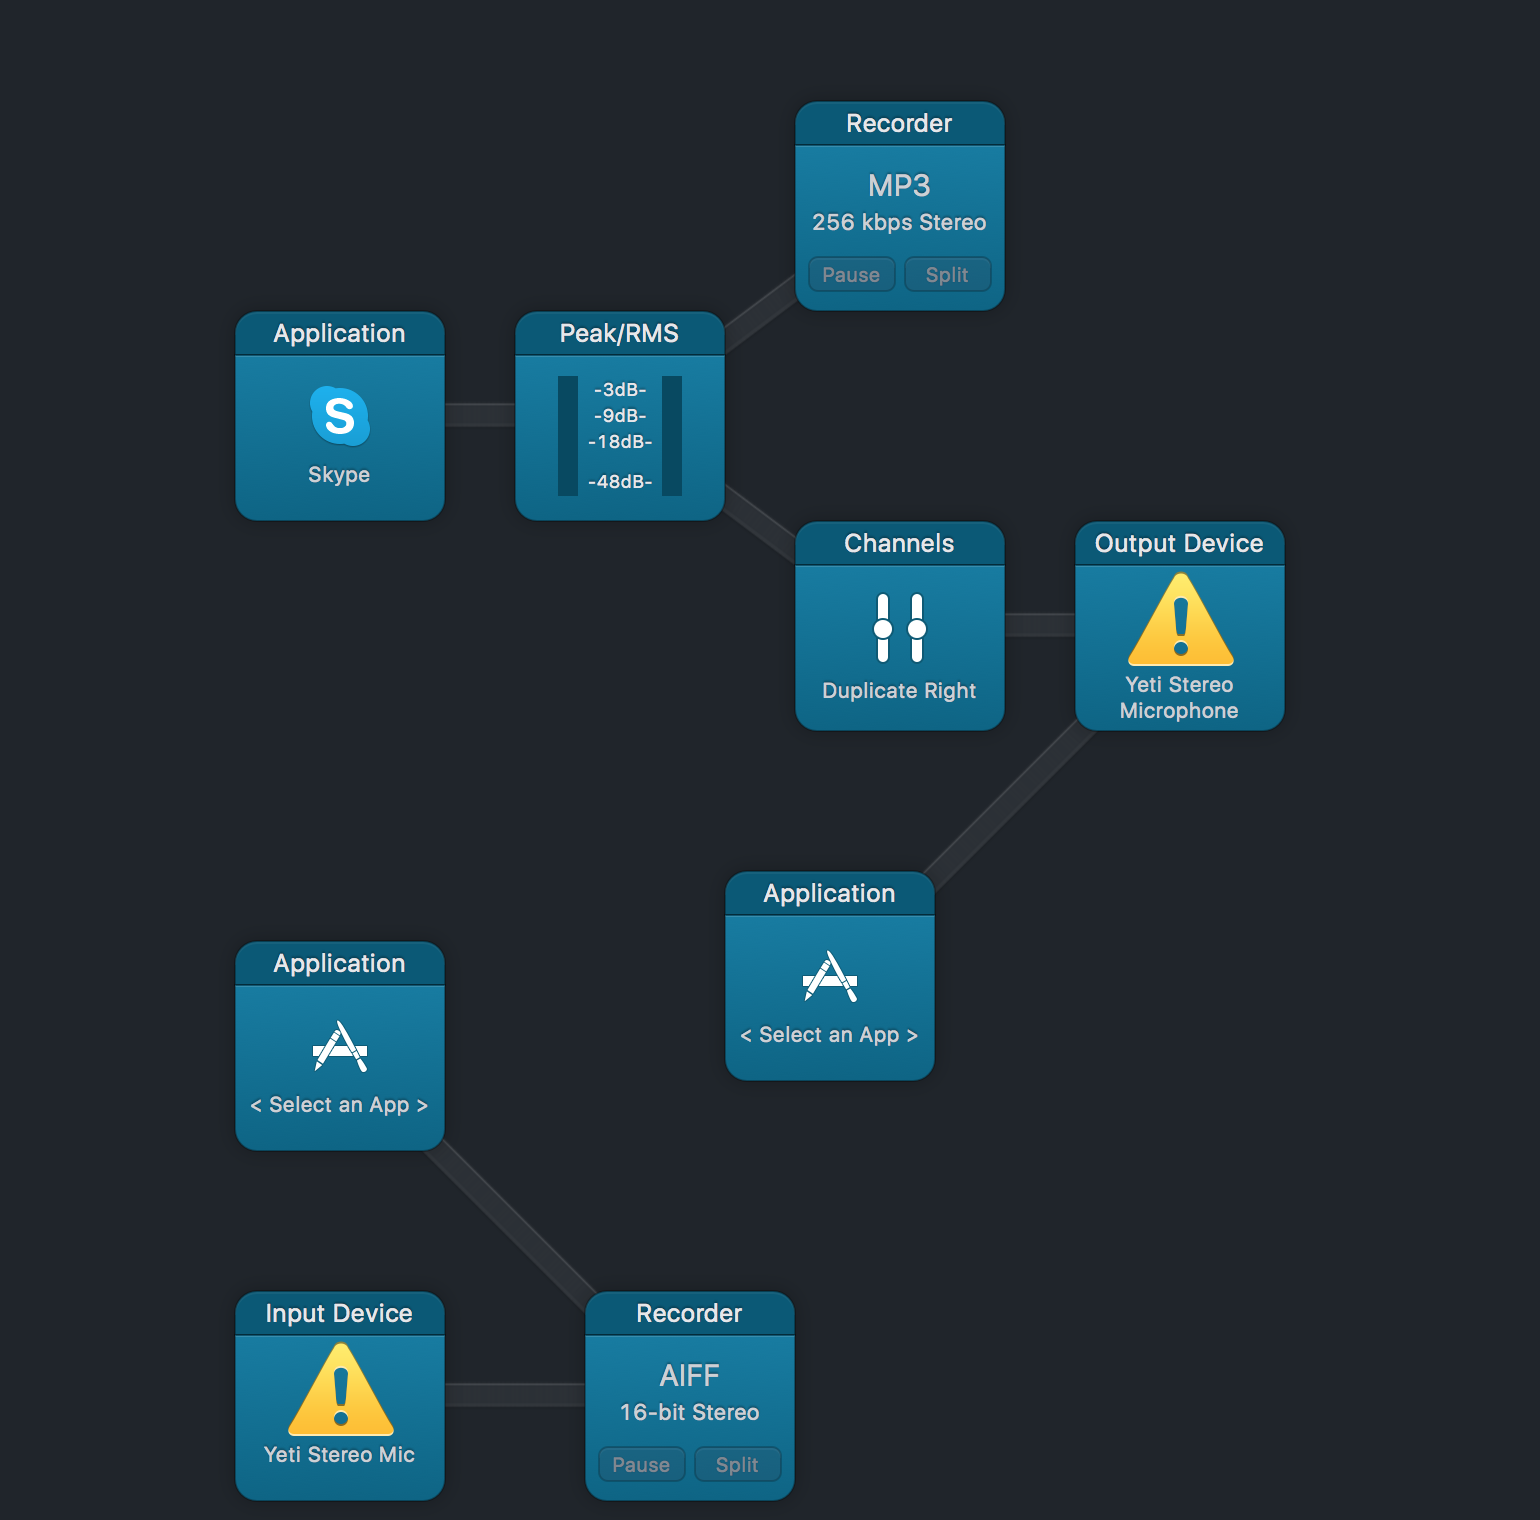 Recorder
MP3
256 kbps Stereo
Pause Split
Application
S
Skype
Peak/RMS
-3dB-
-9dB-
-18dB-
-48dB-
Channels
Duplicate Right
Output Device
Yeti Stereo
Microphone
Application
< Select an App >
Application
< Select an App >
Input Device
Yeti Stereo Mic
Recorder
AIFF
16-bit Stereo
Pause Split